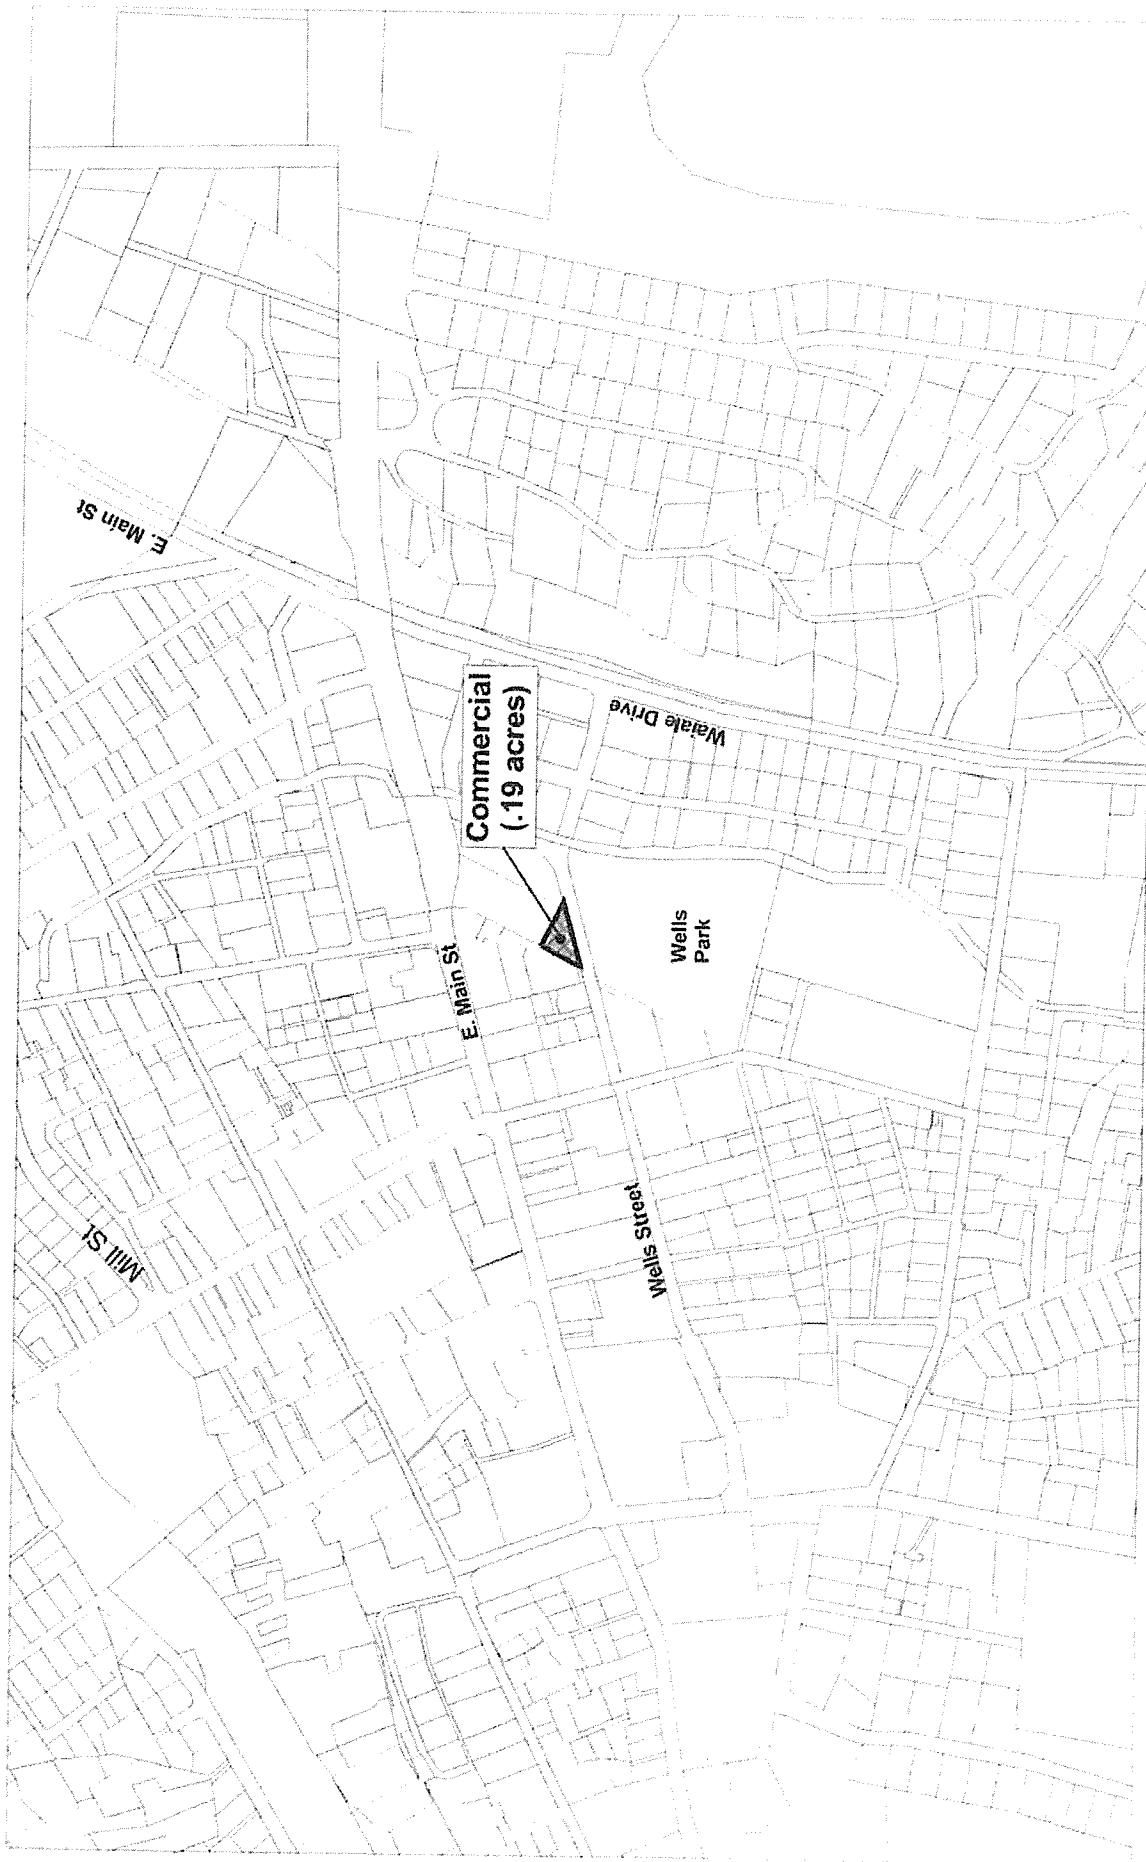 E. Main St
Commercial
(.19 acres)
Waiale Drive
E. Main St
Wells
Park
Mill St
Wells Street